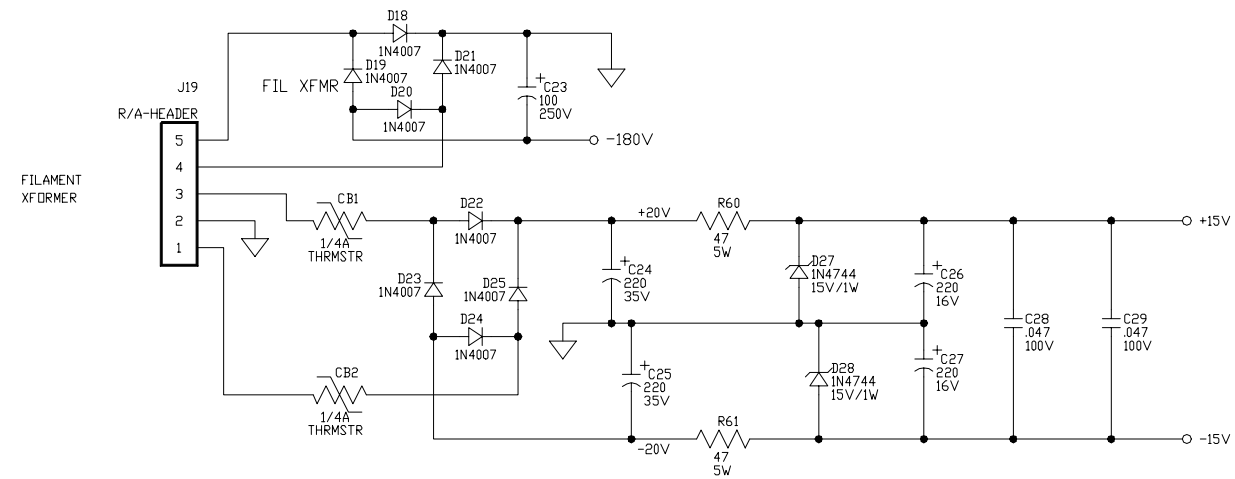 D18
1N4007
D19
1N4007
D21
1N4007
FIL XFMR
D20
1N4007
+
C23
100
250V
-180V
J19
R/A-HEADER
5
4
3
2
1
FILAMENT
XFORMER
CB1
1/4A
THRMSTR
D22
1N4007
+20V
R60
47
5W
+15V
D23
1N4007
D25
1N4007
D24
1N4007
+
C24
220
35V
D27
1N4744
15V/1W
+
C26
220
16V
C28
.047
100V
C29
.047
100V
+
C25
220
35V
D28
1N4744
15V/1W
+
C27
220
16V
CB2
1/4A
THRMSTR
-20V
R61
47
5W
-15V